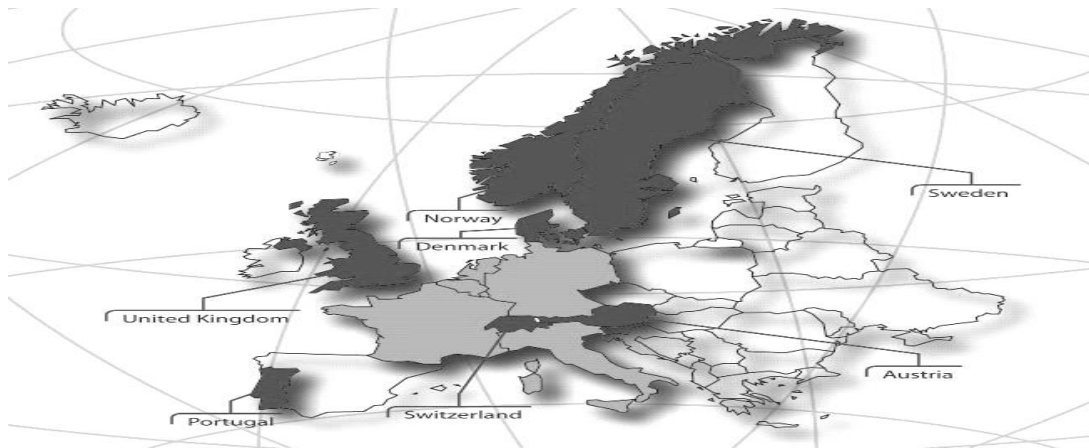 Sweden
Norway
Denmark
United Kingdom
Austria
Switzerland
Portugal